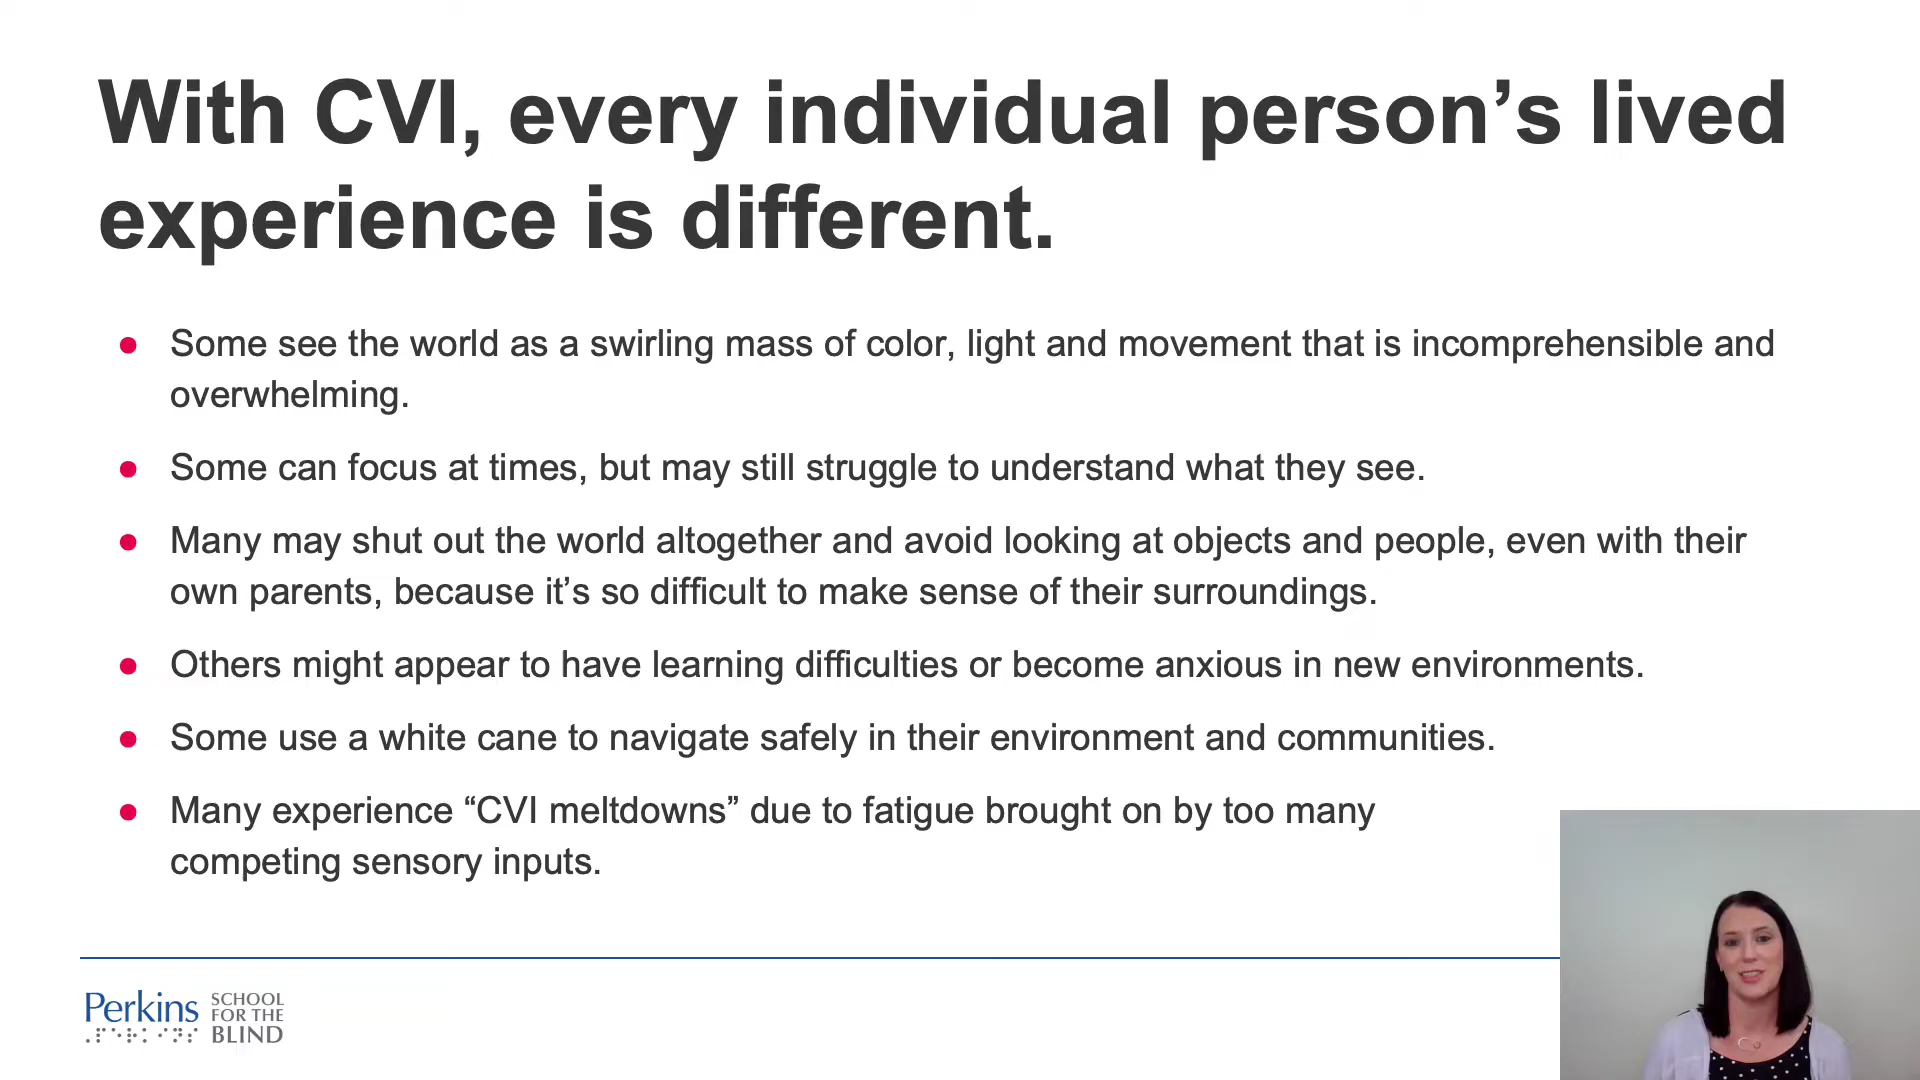 With CVI, every individual person’s lived
experience is different.
● Some see the world as a swirling mass of color, light and movement that is incomprehensible and
overwhelming.
● Some can focus at times, but may still struggle to understand what they see.
● Many may shut out the world altogether and avoid looking at objects and people, even with their
own parents, because it’s so difficult to make sense of their surroundings.
● Others might appear to have learning difficulties or become anxious in new environments.
● Some use a white cane to navigate safely in their environment and communities.
● Many experience “CVI meltdowns” due to fatigue brought on by too many
competing sensory inputs.
Perkins
⠠⠏⠑⠗⠅⠊⠝⠎
SCHOOL
FOR THE
BLIND